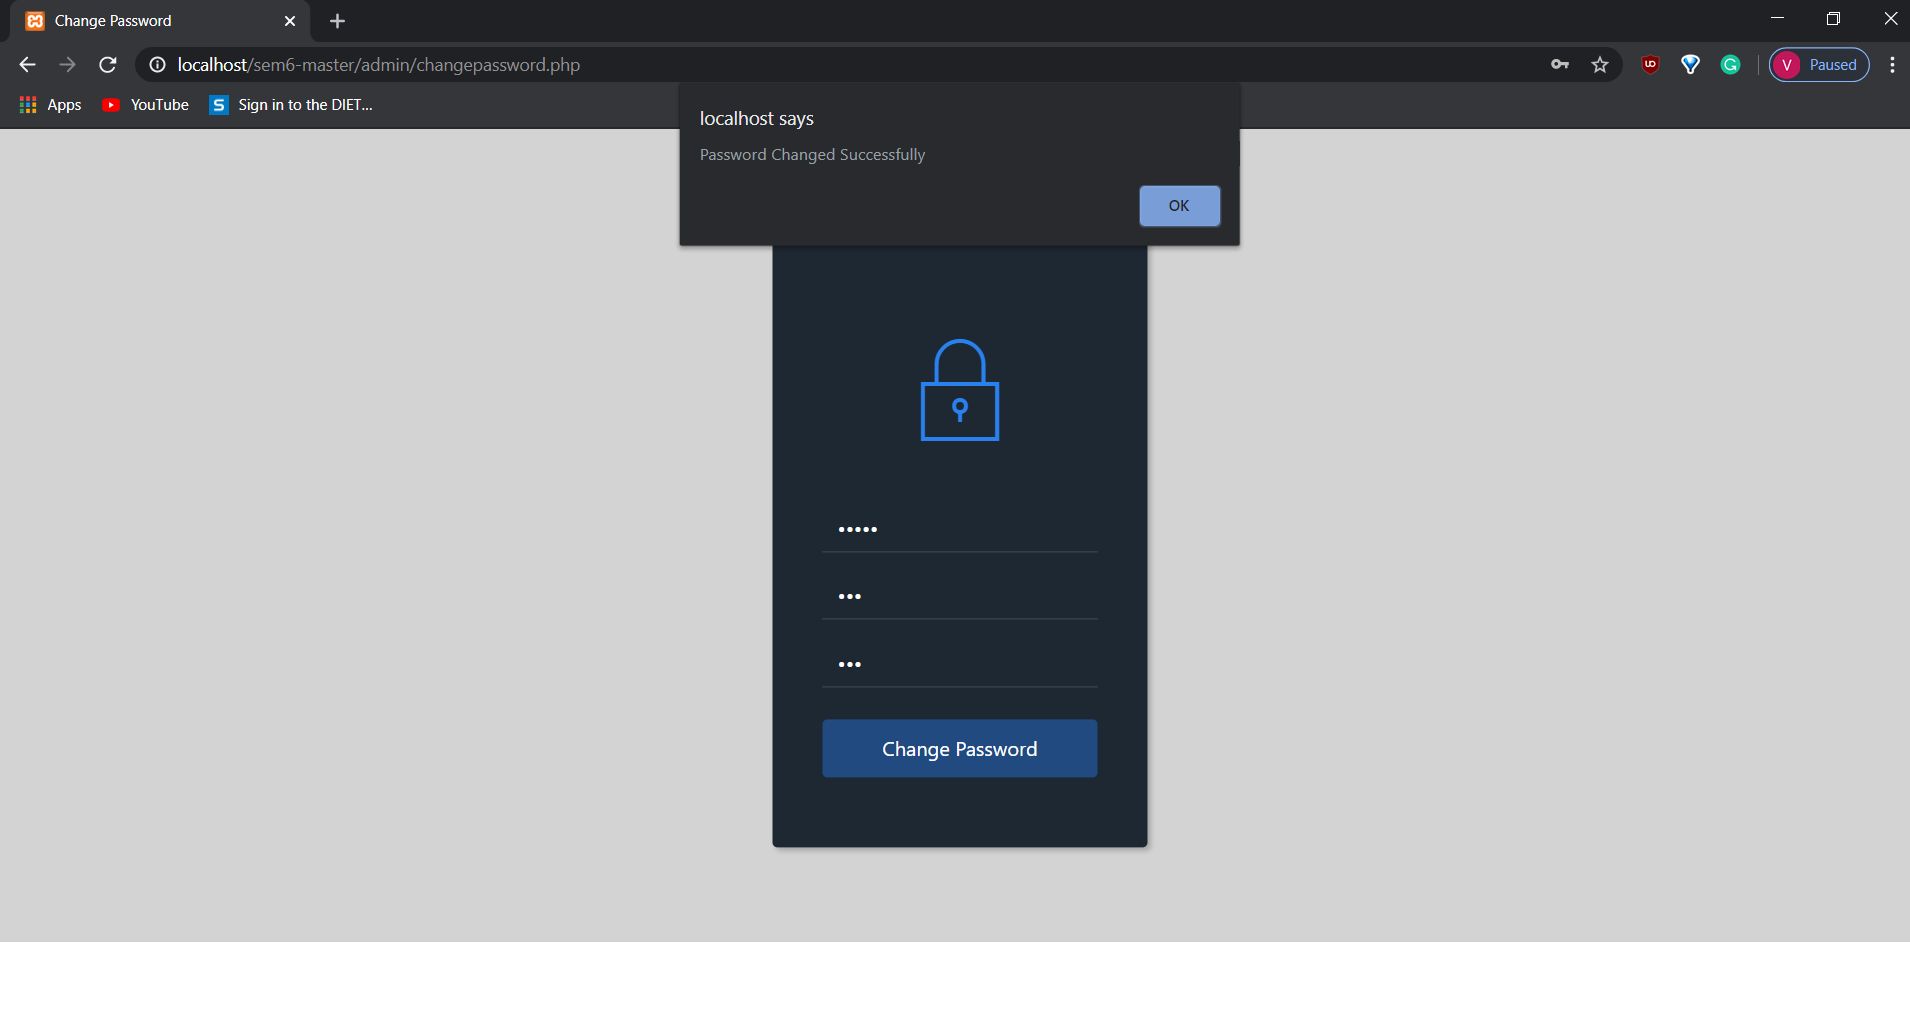 Change Password
localhost/sem6-master/admin/changepassword.php
V Paused
Apps YouTube S Sign in to the DIET...
localhost says
Password Changed Successfully
OK
•••••
•••
•••
Change Password